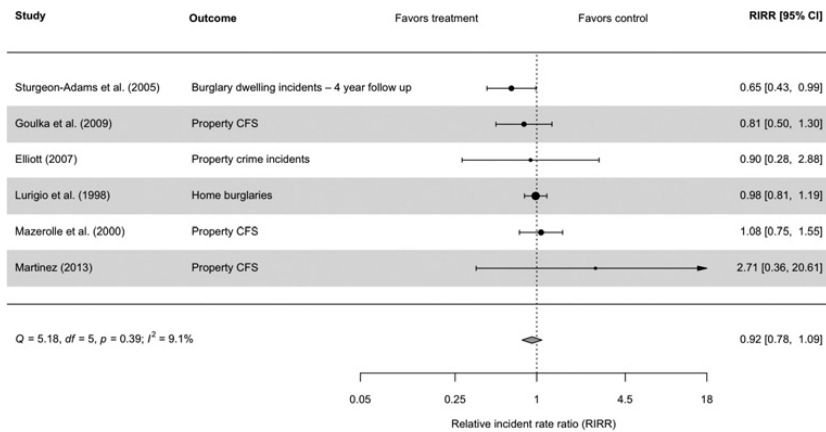 Study Outcome Favors treatment Favors control RIRR [95% CI]
Sturgeon-Adams et al. (2005) Burglary dwelling incidents – 4 year follow up 0.65 [0.43, 0.99]
Goulka et al. (2009) Property CFS 0.81 [0.50, 1.30]
Elliott (2007) Property crime incidents 0.90 [0.28, 2.88]
Lurigio et al. (1998) Home burglaries 0.98 [0.81, 1.19]
Mazerolle et al. (2000) Property CFS 1.08 [0.75, 1.55]
Martinez (2013) Property CFS 2.71 [0.36, 20.61]
Q = 5.18, df = 5, p = 0.39; I² = 9.1% 0.92 [0.78, 1.09]
0.05 0.25 1 4.5 18
Relative incident rate ratio (RIRR)